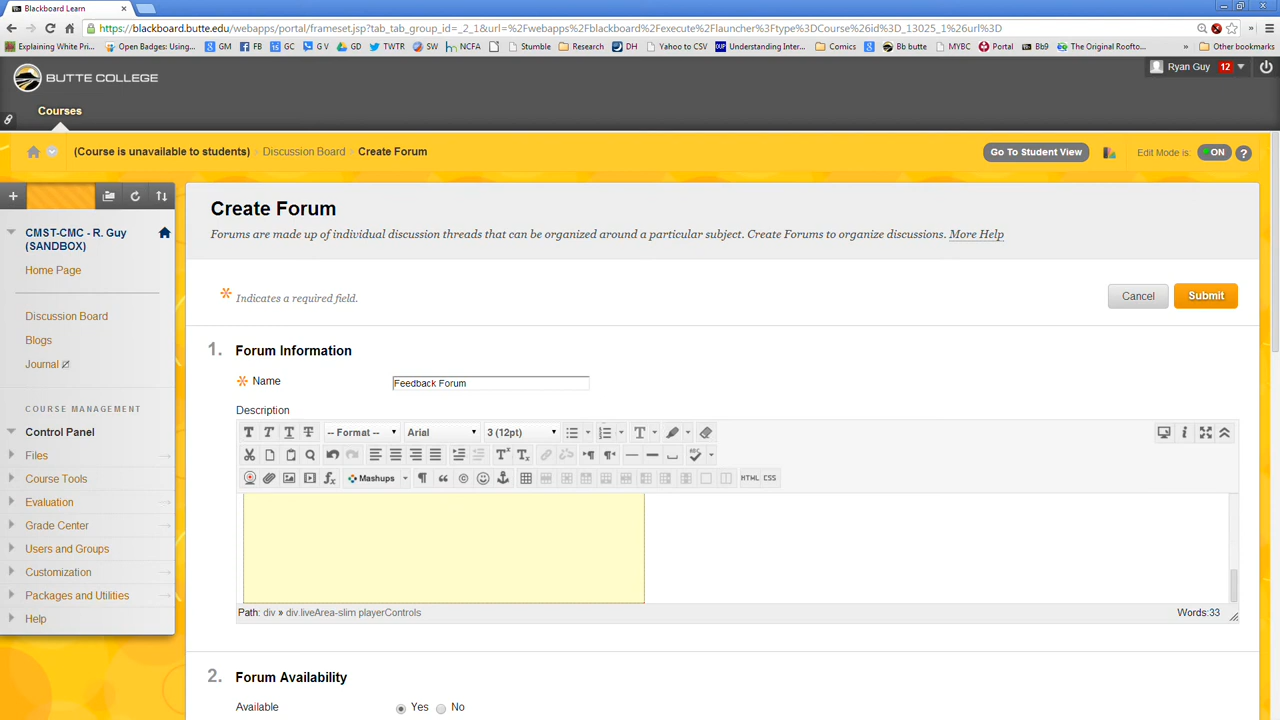 Blackboard Learn
https://blackboard.butte.edu/webapps/portal/frameset.jsp?tab_tab_group_id=_2_1&url=%2Fwebapps%2Fblackboard%2Fexecute%2Flauncher%3Ftype%3DCourse%26id%3D_13025_1%26url%3D
Explaining White Pri... Open Badges: Using... GM FB GC G V GD TWTR SW NCFA Stumble Research DH Yahoo to CSV Understanding Inter... Comics Bb butte MYBC Portal Bb9 The Original Roofto... » Other bookmarks
BUTTE COLLEGE
Ryan Guy 12
Courses
(Course is unavailable to students) Discussion Board Create Forum
Go To Student View
Edit Mode is: ON ?
CMST-CMC - R. Guy
(SANDBOX)
Home Page
Discussion Board
Blogs
Journal
COURSE MANAGEMENT
Control Panel
Files
Course Tools
Evaluation
Grade Center
Users and Groups
Customization
Packages and Utilities
Help
Create Forum
Forums are made up of individual discussion threads that can be organized around a particular subject. Create Forums to organize discussions. More Help
Indicates a required field.
Cancel Submit
1. Forum Information
Name Feedback Forum
Description
T T T T -- Format -- Arial 3 (12pt) T
Mashups HTML CSS
Path: div » div.liveArea-slim playerControls
Words:33
2. Forum Availability
Available Yes No